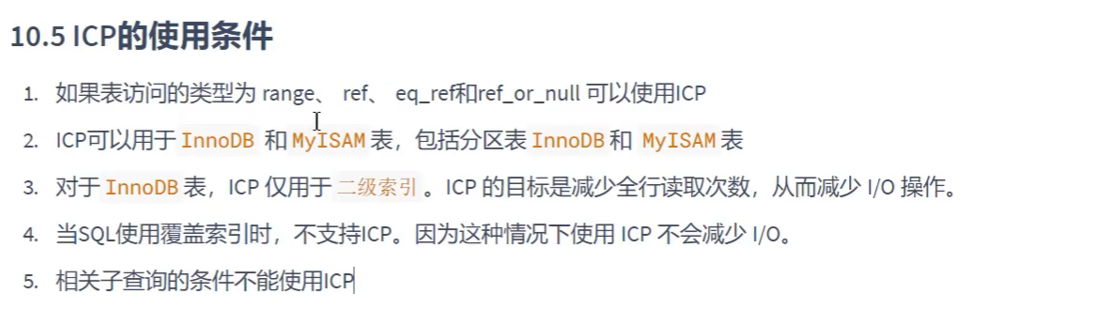 10.5 ICP的使用条件
1. 如果表访问的类型为 range、 ref、 eq_ref和ref_or_null 可以使用ICP
2. ICP可以用于 InnoDB 和 MyISAM 表，包括分区表 InnoDB 和 MyISAM 表
3. 对于 InnoDB 表，ICP 仅用于 二级索引 。ICP 的目标是减少全行读取次数，从而减少 I/O 操作。
4. 当SQL使用覆盖索引时，不支持ICP。因为这种情况下使用 ICP 不会减少 I/O。
5. 相关子查询的条件不能使用ICP